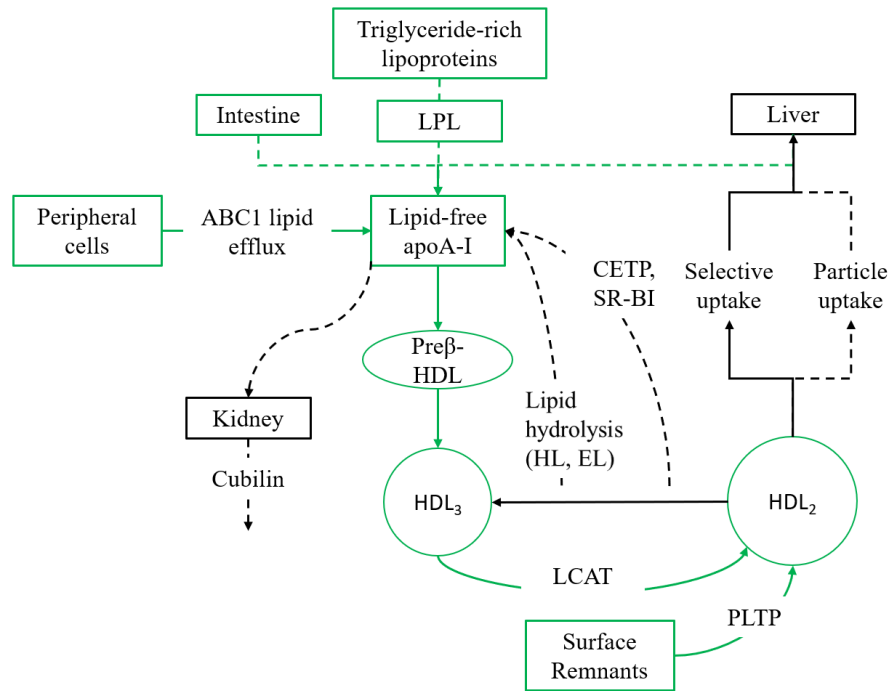 Triglyceride-rich
lipoproteins
Intestine
LPL
Liver
Peripheral
cells
ABC1 lipid
efflux
Lipid-free
apoA-I
CETP,
SR-BI
Selective
uptake
Particle
uptake
Preβ-
HDL
Kidney
Lipid
hydrolysis
(HL, EL)
Cubilin
HDL₃
HDL₂
LCAT
PLTP
Surface
Remnants